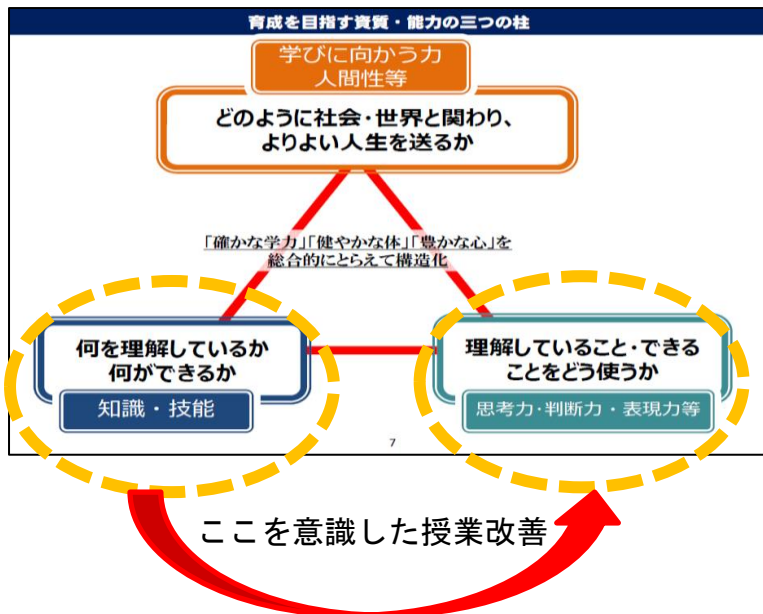 育成を目指す資質・能力の三つの柱
学びに向かう力
人間性等
どのように社会・世界と関わり、
よりよい人生を送るか
「確かな学力」「健やかな体」「豊かな心」を
総合的にとらえて構造化
何を理解しているか
何ができるか
知識・技能
理解していること・できる
ことをどう使うか
思考力・判断力・表現力等
7
ここを意識した授業改善